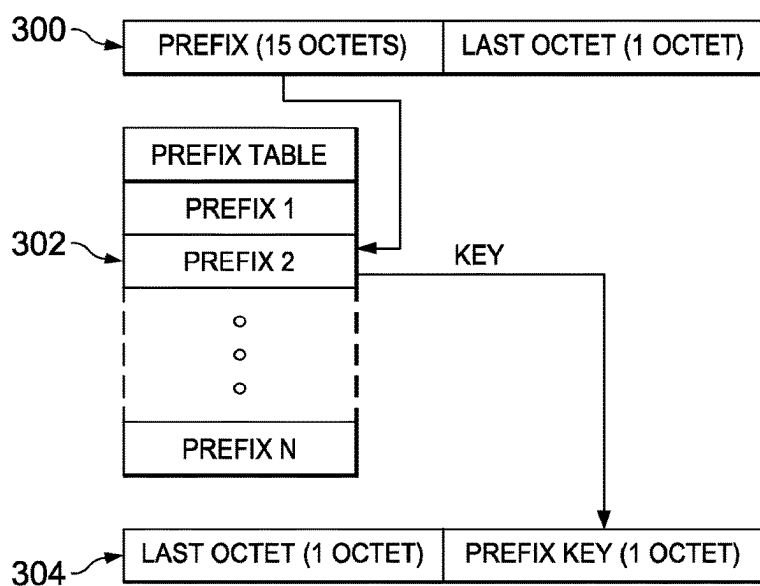 300
PREFIX (15 OCTETS) LAST OCTET (1 OCTET)
PREFIX TABLE
PREFIX 1
302
PREFIX 2
KEY
PREFIX N
304
LAST OCTET (1 OCTET) PREFIX KEY (1 OCTET)